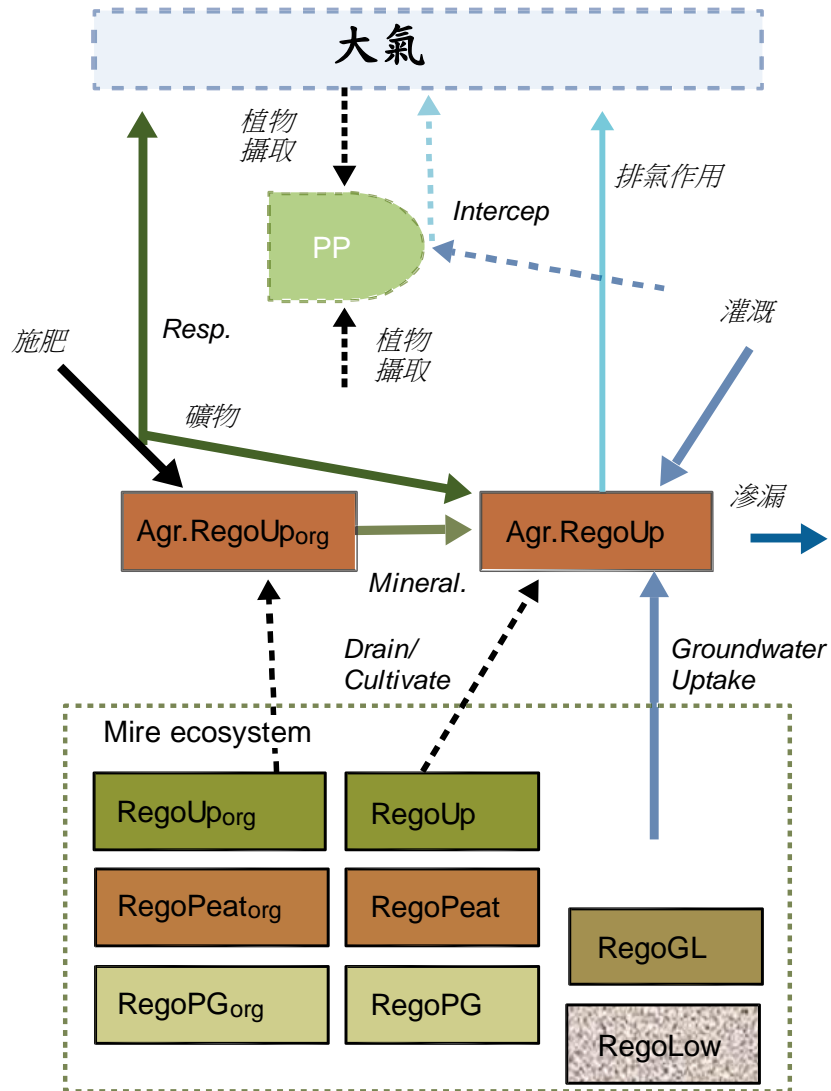 大氣
植物
攝取
排氣作用
Intercep
PP
灌溉
施肥
Resp.
植物
攝取
礦物
滲漏
Agr.RegoUporg
Agr.RegoUp
Mineral.
Drain/
Cultivate
Groundwater
Uptake
Mire ecosystem
RegoUporg
RegoUp
RegoPeatorg
RegoPeat
RegoGL
RegoPGorg
RegoPG
RegoLow